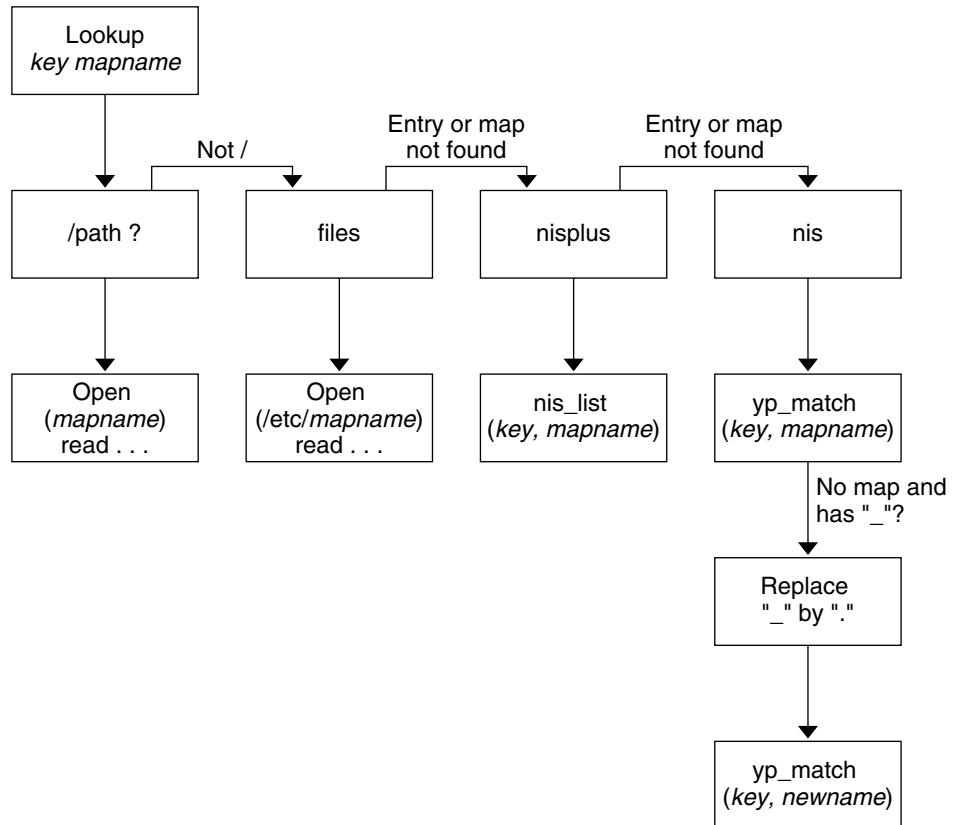 Lookup
key mapname
Not /
Entry or map
not found
Entry or map
not found
/path ?
files
nisplus
nis
Open
(mapname)
read . . .
Open
(/etc/mapname)
read . . .
nis_list
(key, mapname)
yp_match
(key, mapname)
No map and
has "_"?
Replace
"_" by "."
yp_match
(key, newname)